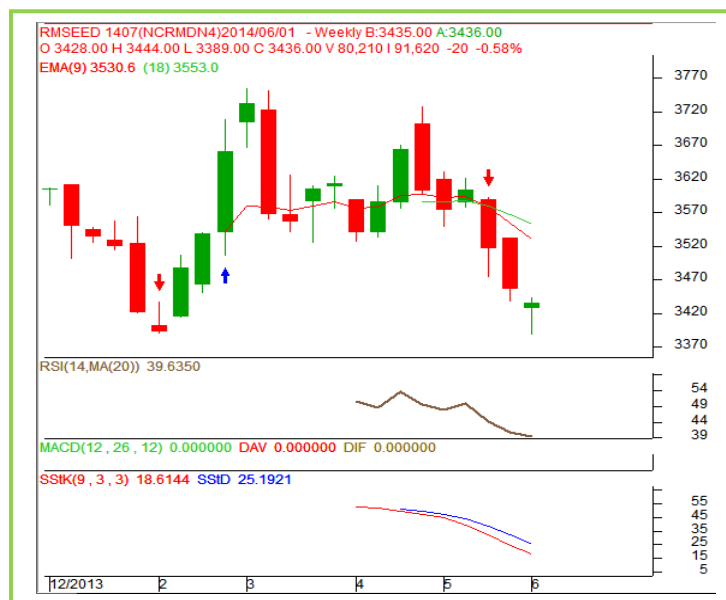 RMSEED 1407(NCRMDN4)2014/06/01 - Weekly B:3435.00 A:3436.00
O 3428.00 H 3444.00 L 3389.00 C 3436.00 V 80,210 I 91,620 -20 -0.58%
EMA(9) 3530.6 (18) 3553.0
3770
3720
3670
3620
3570
3520
3470
3420
3370
RSI(14,MA(20)) 39.6350
54
49
44
39
MACD(12 , 26 , 12) 0.000000 DAV 0.000000 DIF 0.000000
SStK(9 , 3 , 3) 18.6144 SStD 25.1921
55
45
35
25
15
5
12/2013 2 3 4 5 6